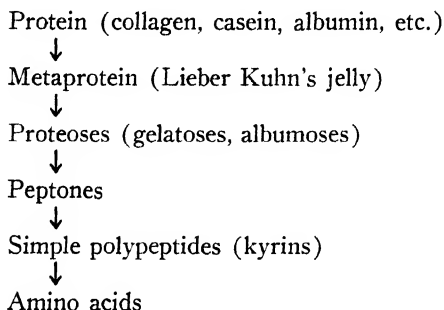 Protein (collagen, casein, albumin, etc.)
↓
Metaprotein (Lieber Kuhn's jelly)
↓
Proteoses (gelatoses, albumoses)
↓
Peptones
↓
Simple polypeptides (kyrins)
↓
Amino acids